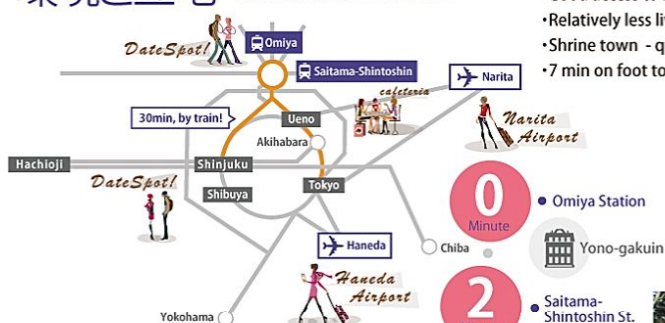 •Relatively less li
•Shrine town - q
•7 min on foot to
DateSpot!
Omiya
Saitama-Shintoshin
Narita
cafeteria
30min, by train!
Ueno
Narita
Airport
Akihabara
Hachioji
Shinjuku
DateSpot!
Shibuya
Tokyo
0
Minute
Omiya Station
Haneda
Chiba
Yono-gakuin
Haneda
Airport
2
Saitama-
Shintoshin St.
Yokohama